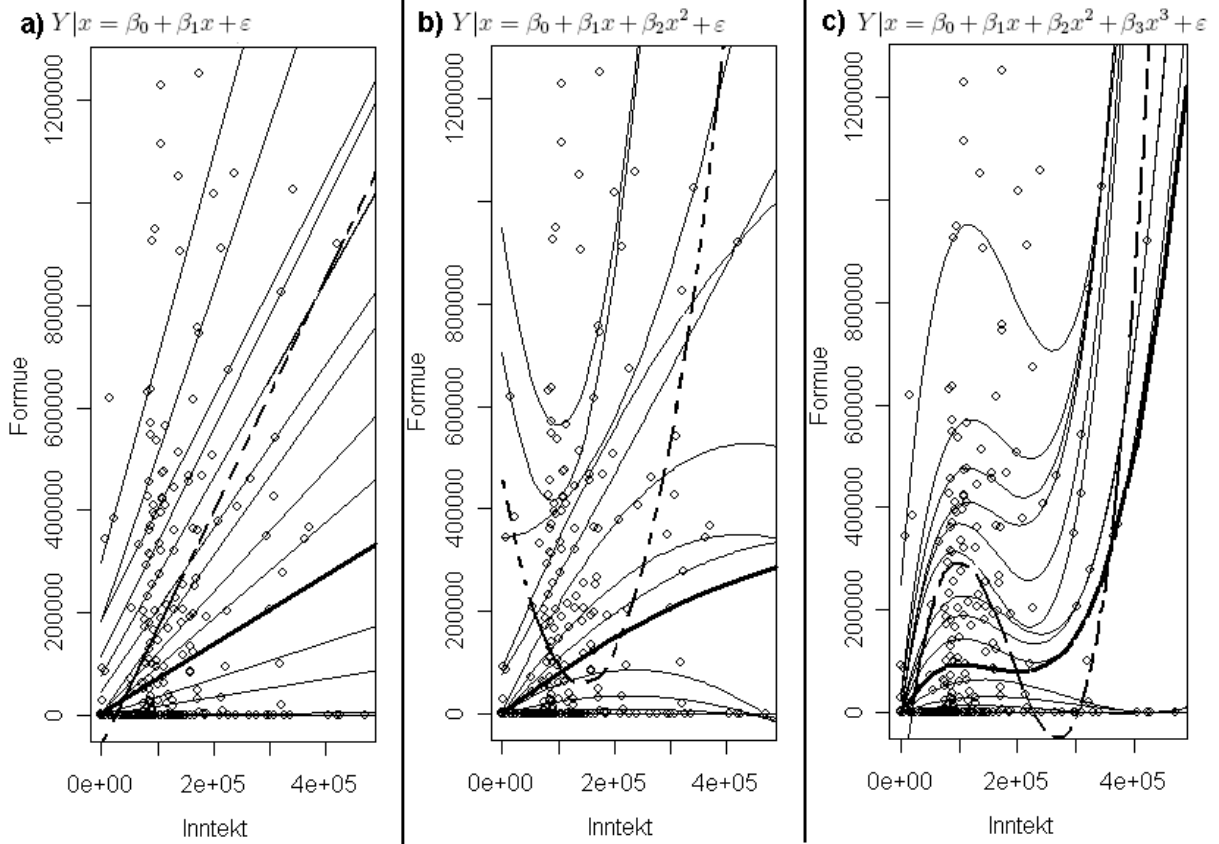 a) Y|x = β₀ + β₁x + ε
1200000
800000
600000
400000
200000
0
Formue
0e+00
2e+05
4e+05
Inntekt
b) Y|x = β₀ + β₁x + β₂x² + ε
1200000
800000
600000
400000
200000
0
Formue
0e+00
2e+05
4e+05
Inntekt
c) Y|x = β₀ + β₁x + β₂x² + β₃x³ + ε
1200000
800000
600000
400000
200000
0
Formue
0e+00
2e+05
4e+05
Inntekt